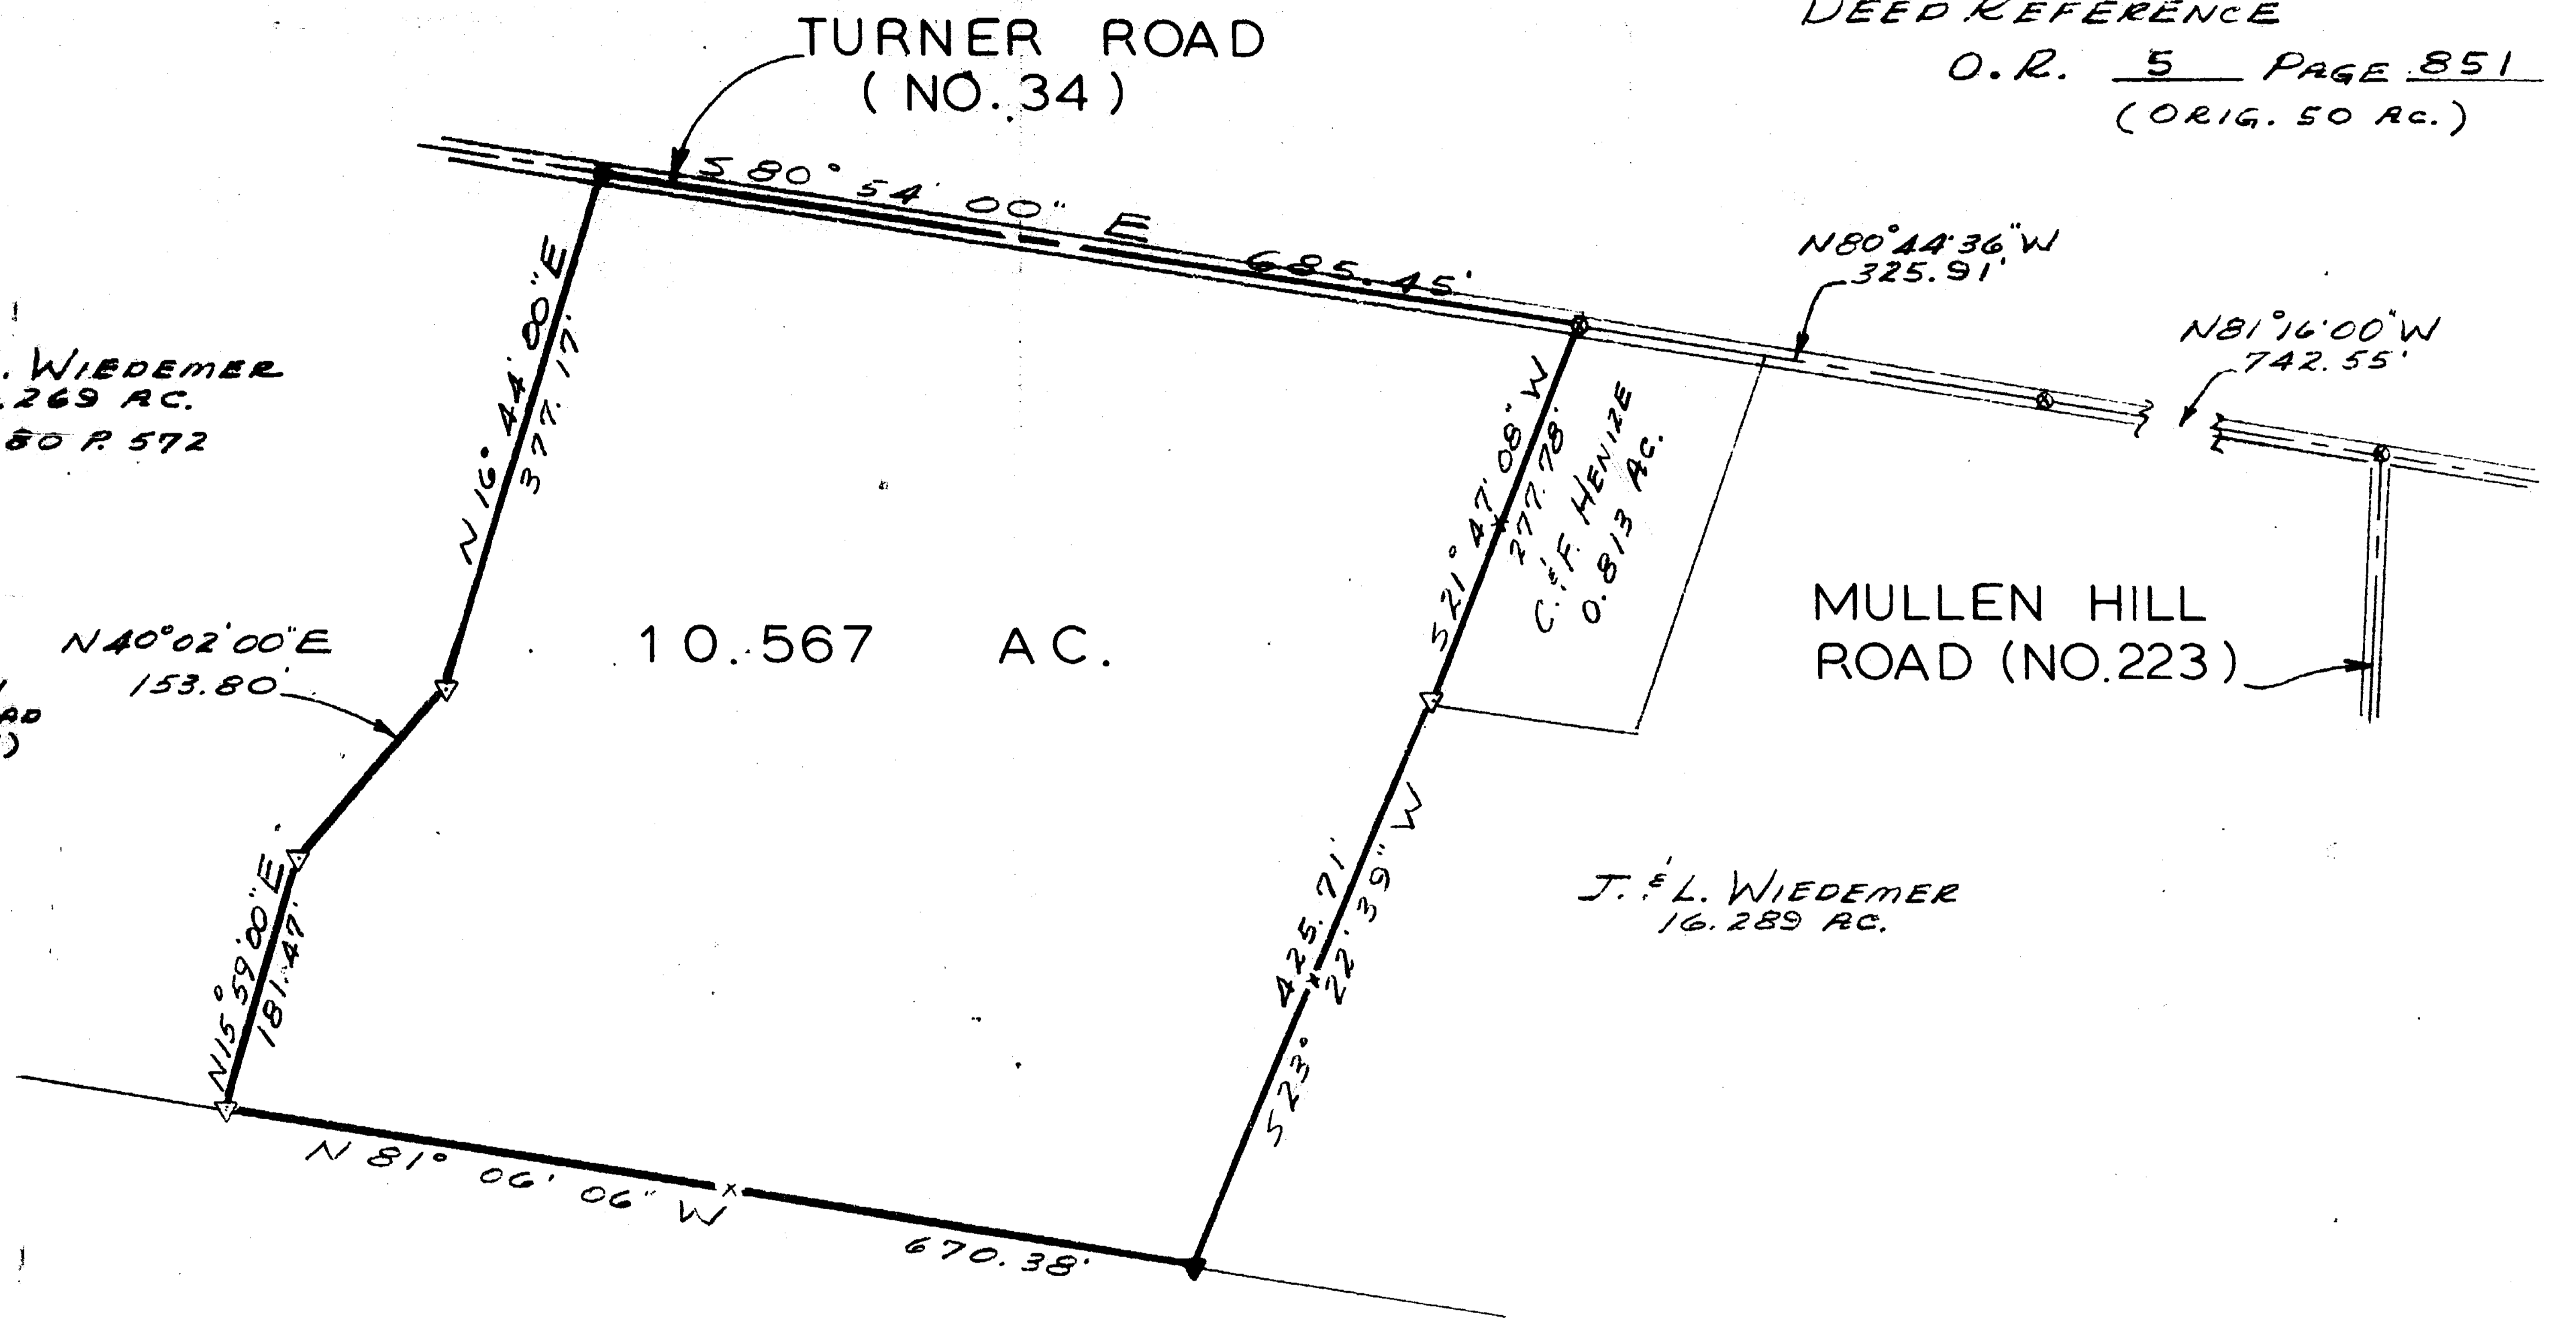 DEED REFERENCE
O.R. 5 PAGE 851
(ORIG. 50 AC.)
TURNER ROAD
(NO. 34)
S 80° 54' 00" E
685.45'
N80°44'36"W
325.91'
N81°16'00"W
742.55'
. WIEDEMER
.269 AC.
80 P. 572
N 16° 44' 00" E
377.17'
S21° 47' 08" W
277.78'
C. & F. HENIZE
0.813 AC.
10.567 AC.
MULLEN HILL
ROAD (NO.223)
N40°02'00"E
153.80'
N15° 59' 00" E
181.47'
425.71'
S23° 22' 39" W
J. & L. WIEDEMER
16.289 AC.
N 81° 06' 06" W
670.38'